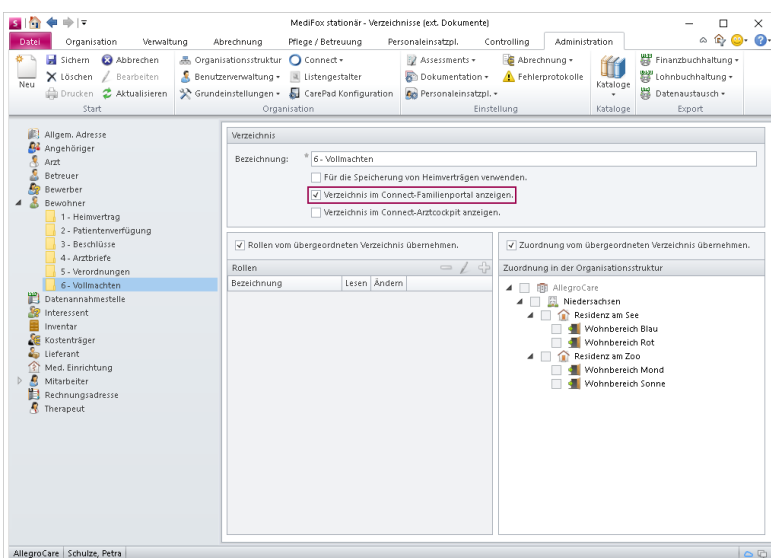 MediFox stationär - Verzeichnisse (ext. Dokumente)
Datei Organisation Verwaltung Abrechnung Pflege / Betreuung Personaleinsatzpl. Controlling Administration
Neu
Sichern Abbrechen
Löschen Bearbeiten
Drucken Aktualisieren
Start
Organisationsstruktur Connect
Benutzerverwaltung Listengestalter
Grundeinstellungen CarePad Konfiguration
Organisation
Assessments Abrechnung
Dokumentation Fehlerprotokolle
Personaleinsatzpl.
Einstellung
Kataloge
Kataloge
Finanzbuchhaltung
Lohnbuchhaltung
Datenaustausch
Export
Allgem. Adresse
Angehöriger
Arzt
Betreuer
Bewerber
Bewohner
1 - Heimvertrag
2 - Patientenverfügung
3 - Beschlüsse
4 - Arztbriefe
5 - Verordnungen
6 - Vollmachten
Datenannahmestelle
Interessent
Inventar
Kostenträger
Lieferant
Med. Einrichtung
Mitarbeiter
Rechnungsadresse
Therapeut
Verzeichnis
Bezeichnung: * 6 - Vollmachten
Für die Speicherung von Heimverträgen verwenden.
Verzeichnis im Connect-Familienportal anzeigen.
Verzeichnis im Connect-Arztcockpit anzeigen.
Rollen vom übergeordneten Verzeichnis übernehmen.
Rollen
Bezeichnung Lesen Ändern
Zuordnung vom übergeordneten Verzeichnis übernehmen.
Zuordnung in der Organisationsstruktur
AllegroCare
Niedersachsen
Residenz am See
Wohnbereich Blau
Wohnbereich Rot
Residenz am Zoo
Wohnbereich Mond
Wohnbereich Sonne
AllegroCare Schulze, Petra